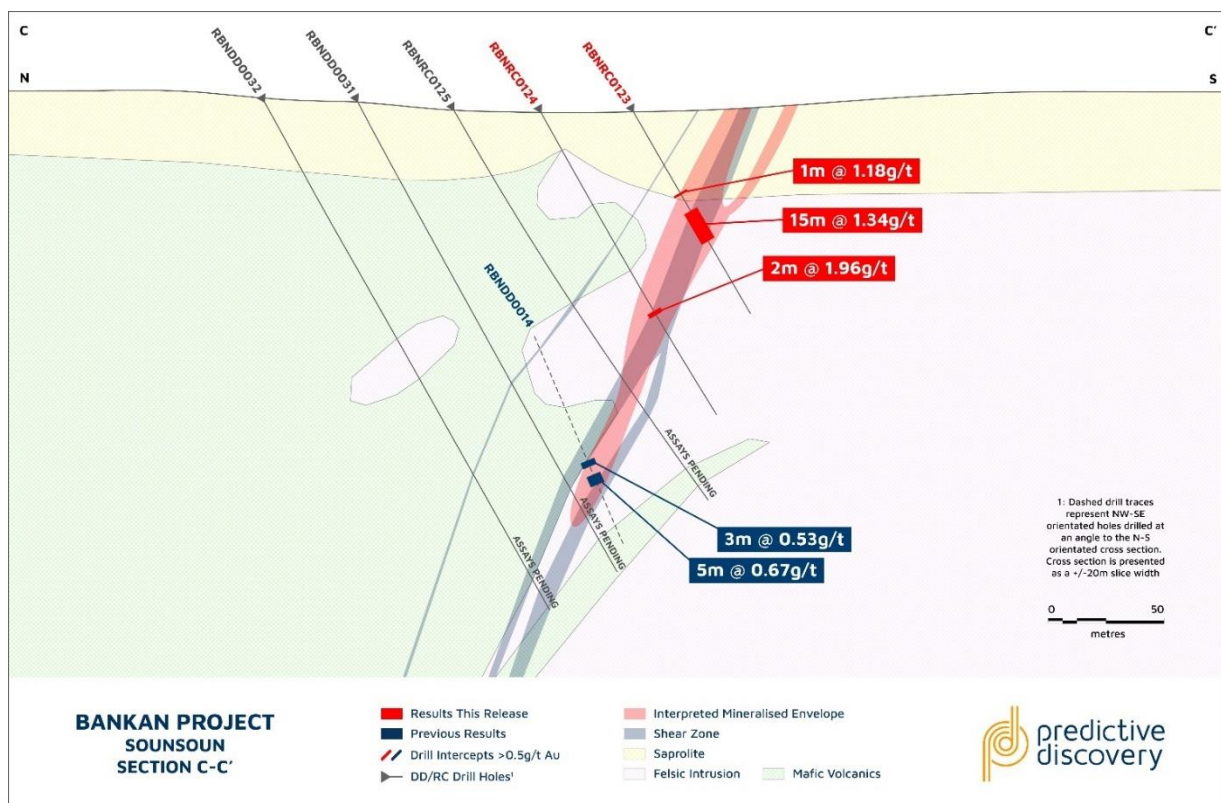 C
C'
N
S
RBNDD0032
RBNDD0031
RBNRC0125
RBNRC0124
RBNRC0123
1m @ 1.18g/t
15m @ 1.34g/t
2m @ 1.96g/t
RBNDD0014
ASSAYS PENDING
ASSAYS PENDING
ASSAYS PENDING
3m @ 0.53g/t
5m @ 0.67g/t
1: Dashed drill traces
represent NW-SE
orientated holes drilled at
an angle to the N-S
orientated cross section.
Cross section is presented
as a +/-20m slice width
0 50
metres
BANKAN PROJECT
SOUNSOUN
SECTION C-C'
Results This Release
Previous Results
Drill Intercepts >0.5g/t Au
DD/RC Drill Holes¹
Interpreted Mineralised Envelope
Shear Zone
Saprolite
Felsic Intrusion
Mafic Volcanics
predictive
discovery